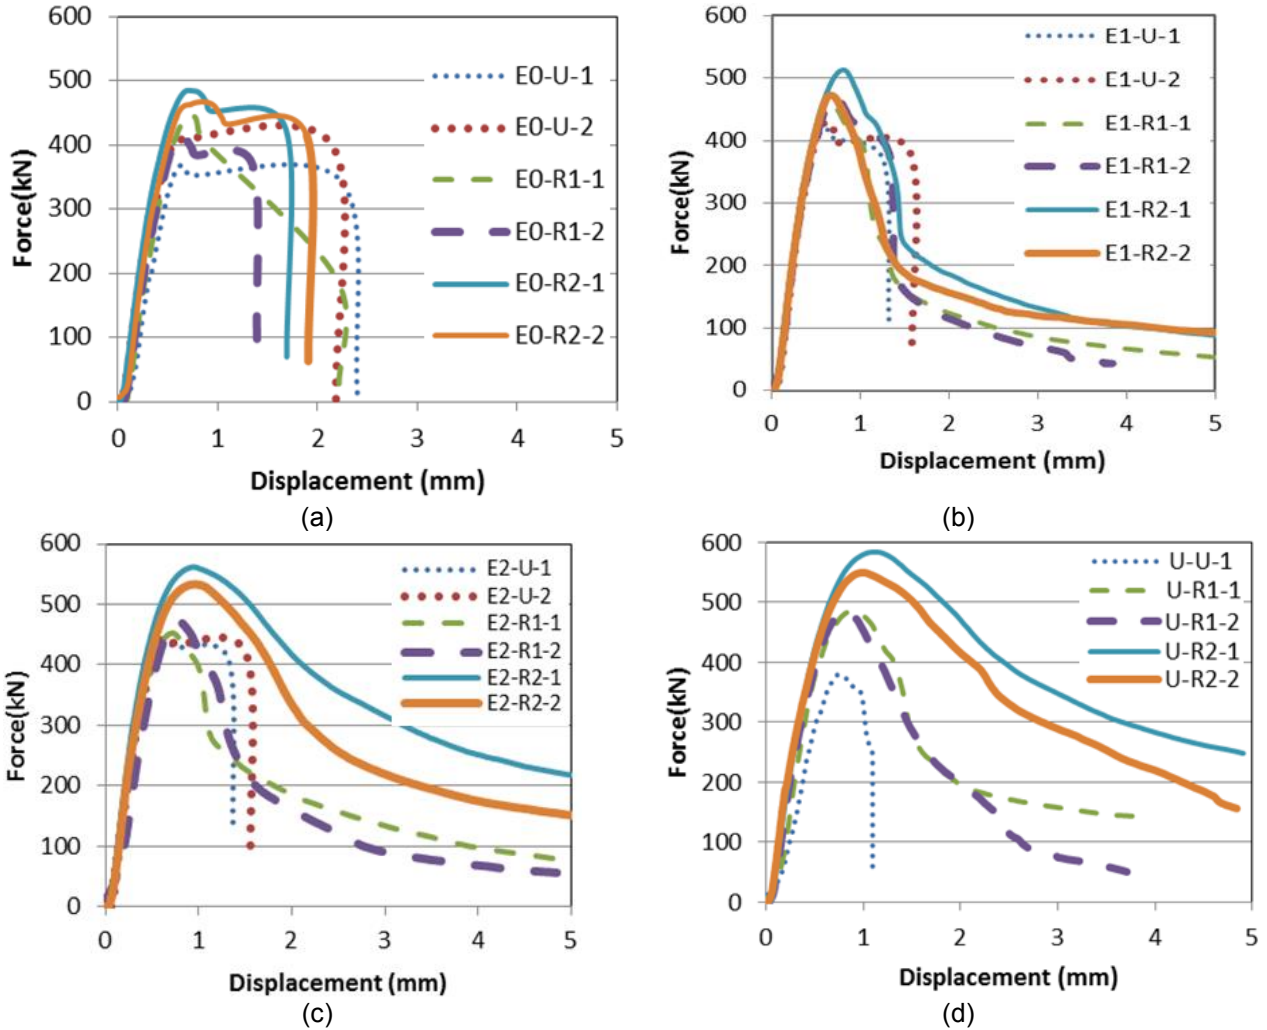 600
500
400
300
200
100
0
Force(kN)
0 1 2 3 4 5
Displacement (mm)
E0-U-1
E0-U-2
E0-R1-1
E0-R1-2
E0-R2-1
E0-R2-2
(a)
600
500
400
300
200
100
0
Force(kN)
0 1 2 3 4 5
Displacement (mm)
E1-U-1
E1-U-2
E1-R1-1
E1-R1-2
E1-R2-1
E1-R2-2
(b)
600
500
400
300
200
100
0
Force(kN)
0 1 2 3 4 5
Displacement (mm)
E2-U-1
E2-U-2
E2-R1-1
E2-R1-2
E2-R2-1
E2-R2-2
(c)
600
500
400
300
200
100
0
Force(kN)
0 1 2 3 4 5
Displacement (mm)
U-U-1
U-R1-1
U-R1-2
U-R2-1
U-R2-2
(d)